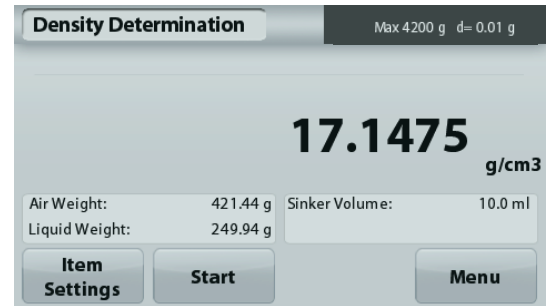 Density Determination
Max 4200 g d= 0.01 g
17.1475
g/cm3
Air Weight: 421.44 g
Liquid Weight: 249.94 g
Sinker Volume: 10.0 ml
Item
Settings
Start
Menu